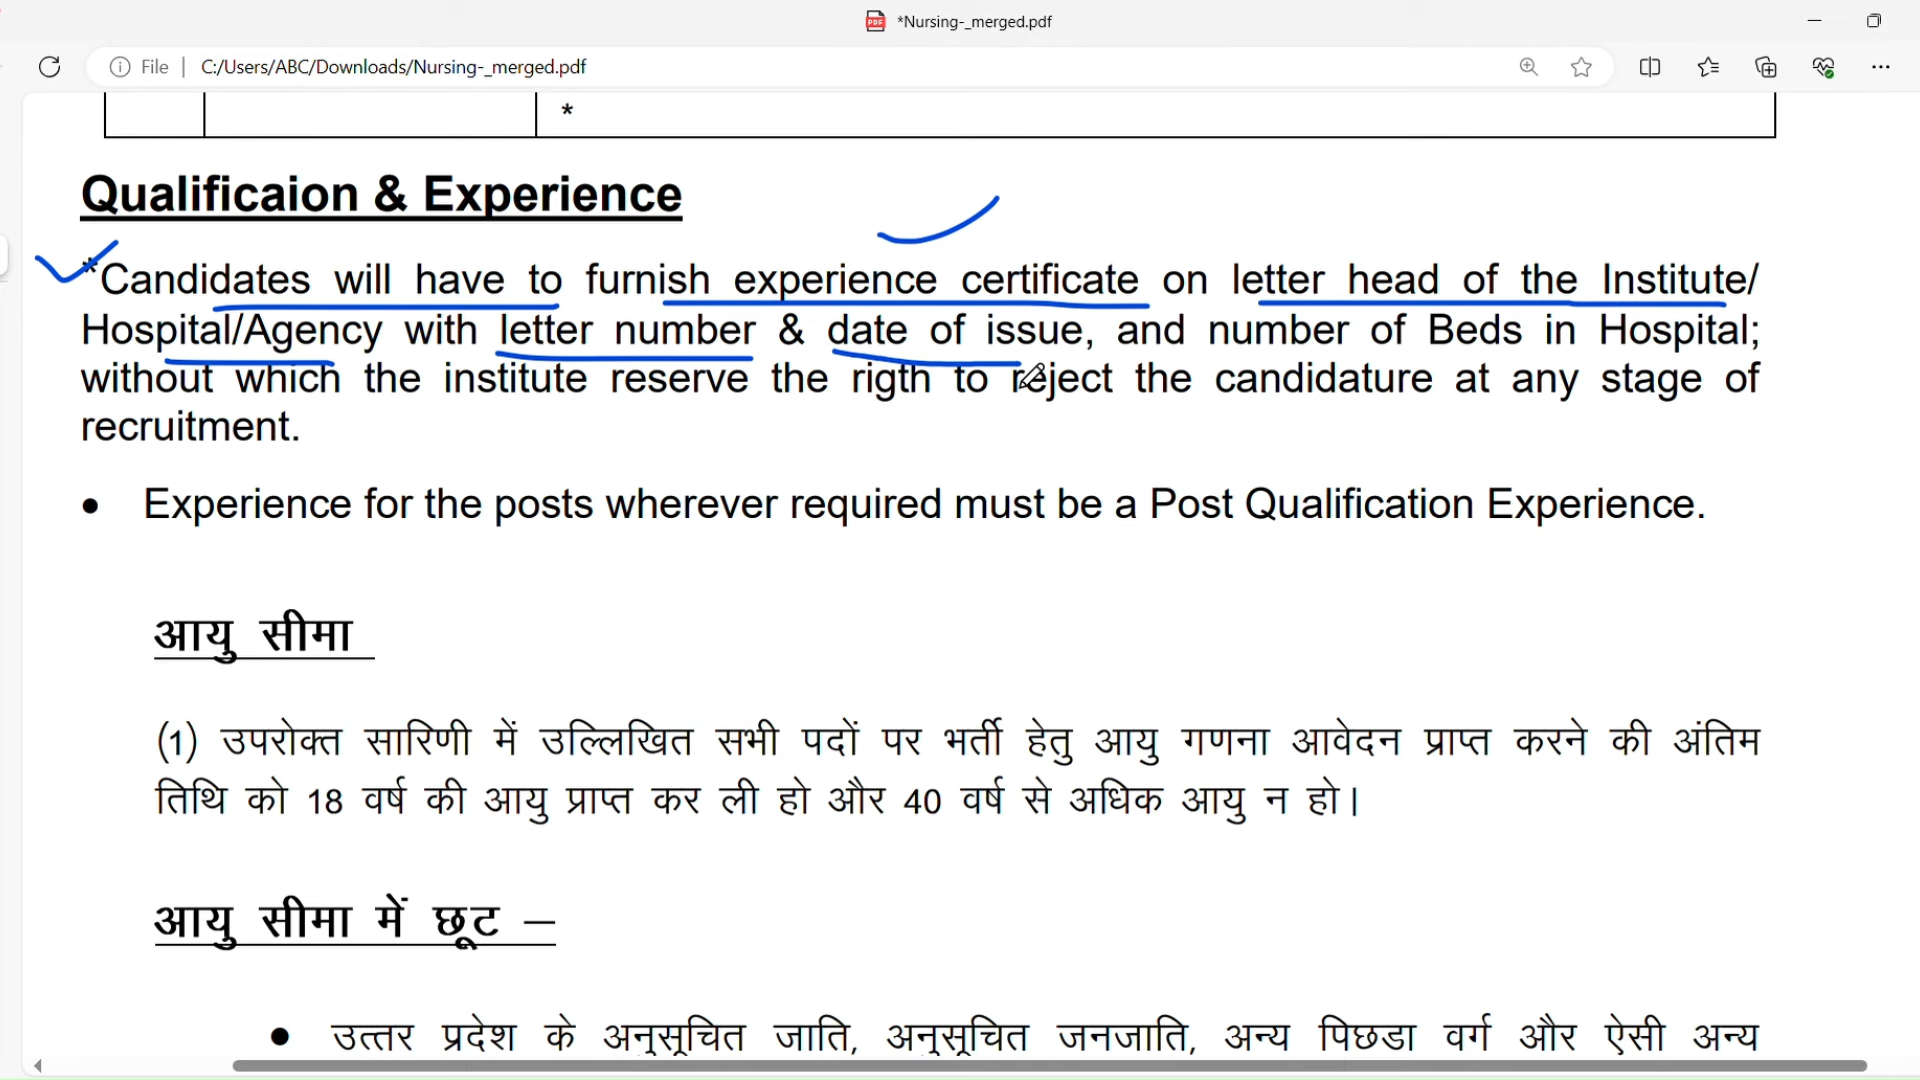 *Nursing-_merged.pdf
File | C:/Users/ABC/Downloads/Nursing-_merged.pdf
*
Qualificaion & Experience
*Candidates will have to furnish experience certificate on letter head of the Institute/
Hospital/Agency with letter number & date of issue, and number of Beds in Hospital;
without which the institute reserve the rigth to reject the candidature at any stage of
recruitment.
• Experience for the posts wherever required must be a Post Qualification Experience.
आयु सीमा
(1) उपरोक्त सारिणी में उल्लिखित सभी पदों पर भर्ती हेतु आयु गणना आवेदन प्राप्त करने की अंतिम
तिथि को 18 वर्ष की आयु प्राप्त कर ली हो और 40 वर्ष से अधिक आयु न हो।
आयु सीमा में छूट –
• उत्तर प्रदेश के अनुसूचित जाति, अनुसूचित जनजाति, अन्य पिछडा वर्ग और ऐसी अन्य